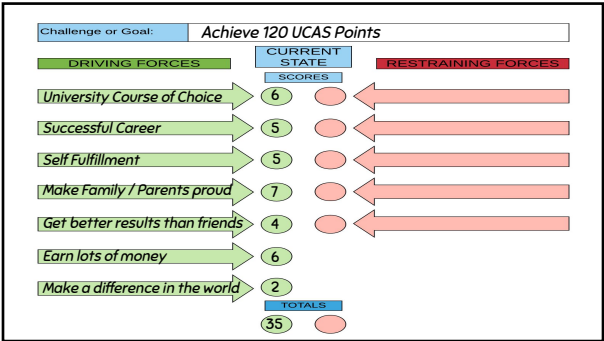 Challenge or Goal: Achieve 120 UCAS Points
CURRENT
STATE
DRIVING FORCES RESTRAINING FORCES
SCORES
University Course of Choice 6
Successful Career 5
Self Fulfillment 5
Make Family / Parents proud 7
Get better results than friends 4
Earn lots of money 6
Make a difference in the world 2
TOTALS
35